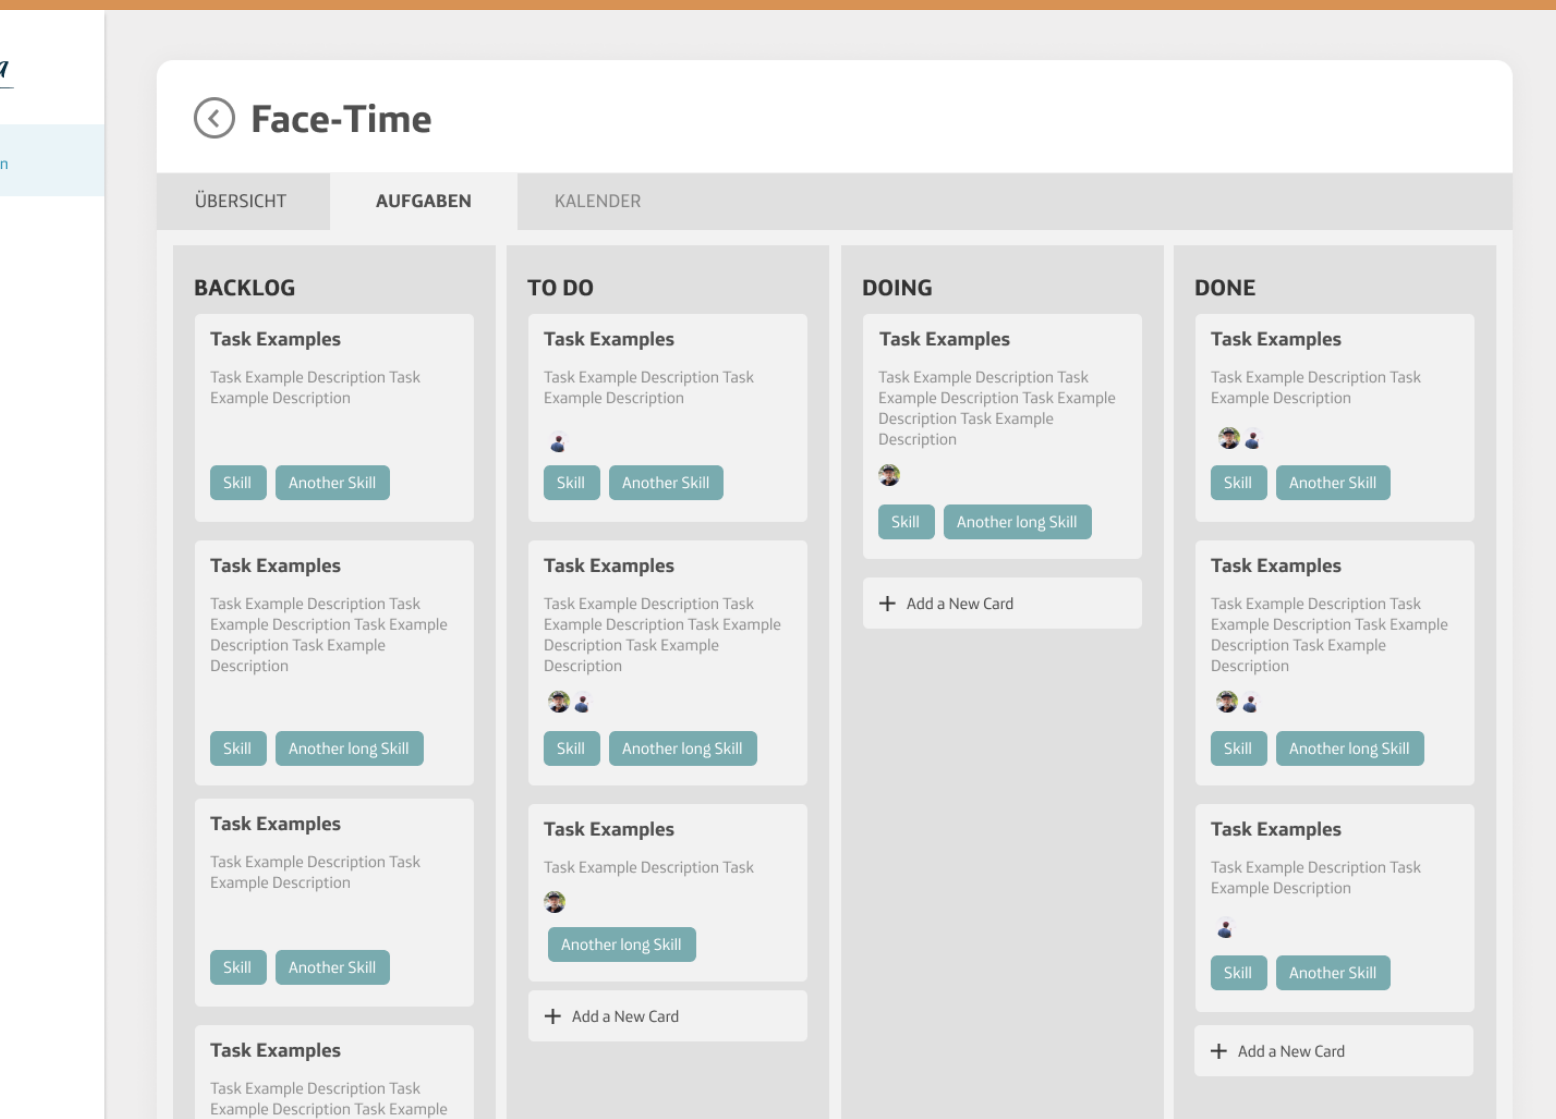 a
n
Face-Time
ÜBERSICHT
AUFGABEN
KALENDER
BACKLOG
Task Examples
Task Example Description Task
Example Description
Skill
Another Skill
Task Examples
Task Example Description Task
Example Description Task Example
Description Task Example
Description
Skill
Another long Skill
Task Examples
Task Example Description Task
Example Description
Skill
Another Skill
Task Examples
Task Example Description Task
Example Description Task Example
TO DO
Task Examples
Task Example Description Task
Example Description
Skill
Another Skill
Task Examples
Task Example Description Task
Example Description Task Example
Description Task Example
Description
Skill
Another long Skill
Task Examples
Task Example Description Task
Another long Skill
Add a New Card
DOING
Task Examples
Task Example Description Task
Example Description Task Example
Description Task Example
Description
Skill
Another long Skill
Add a New Card
DONE
Task Examples
Task Example Description Task
Example Description
Skill
Another Skill
Task Examples
Task Example Description Task
Example Description Task Example
Description Task Example
Description
Skill
Another long Skill
Task Examples
Task Example Description Task
Example Description
Skill
Another Skill
Add a New Card